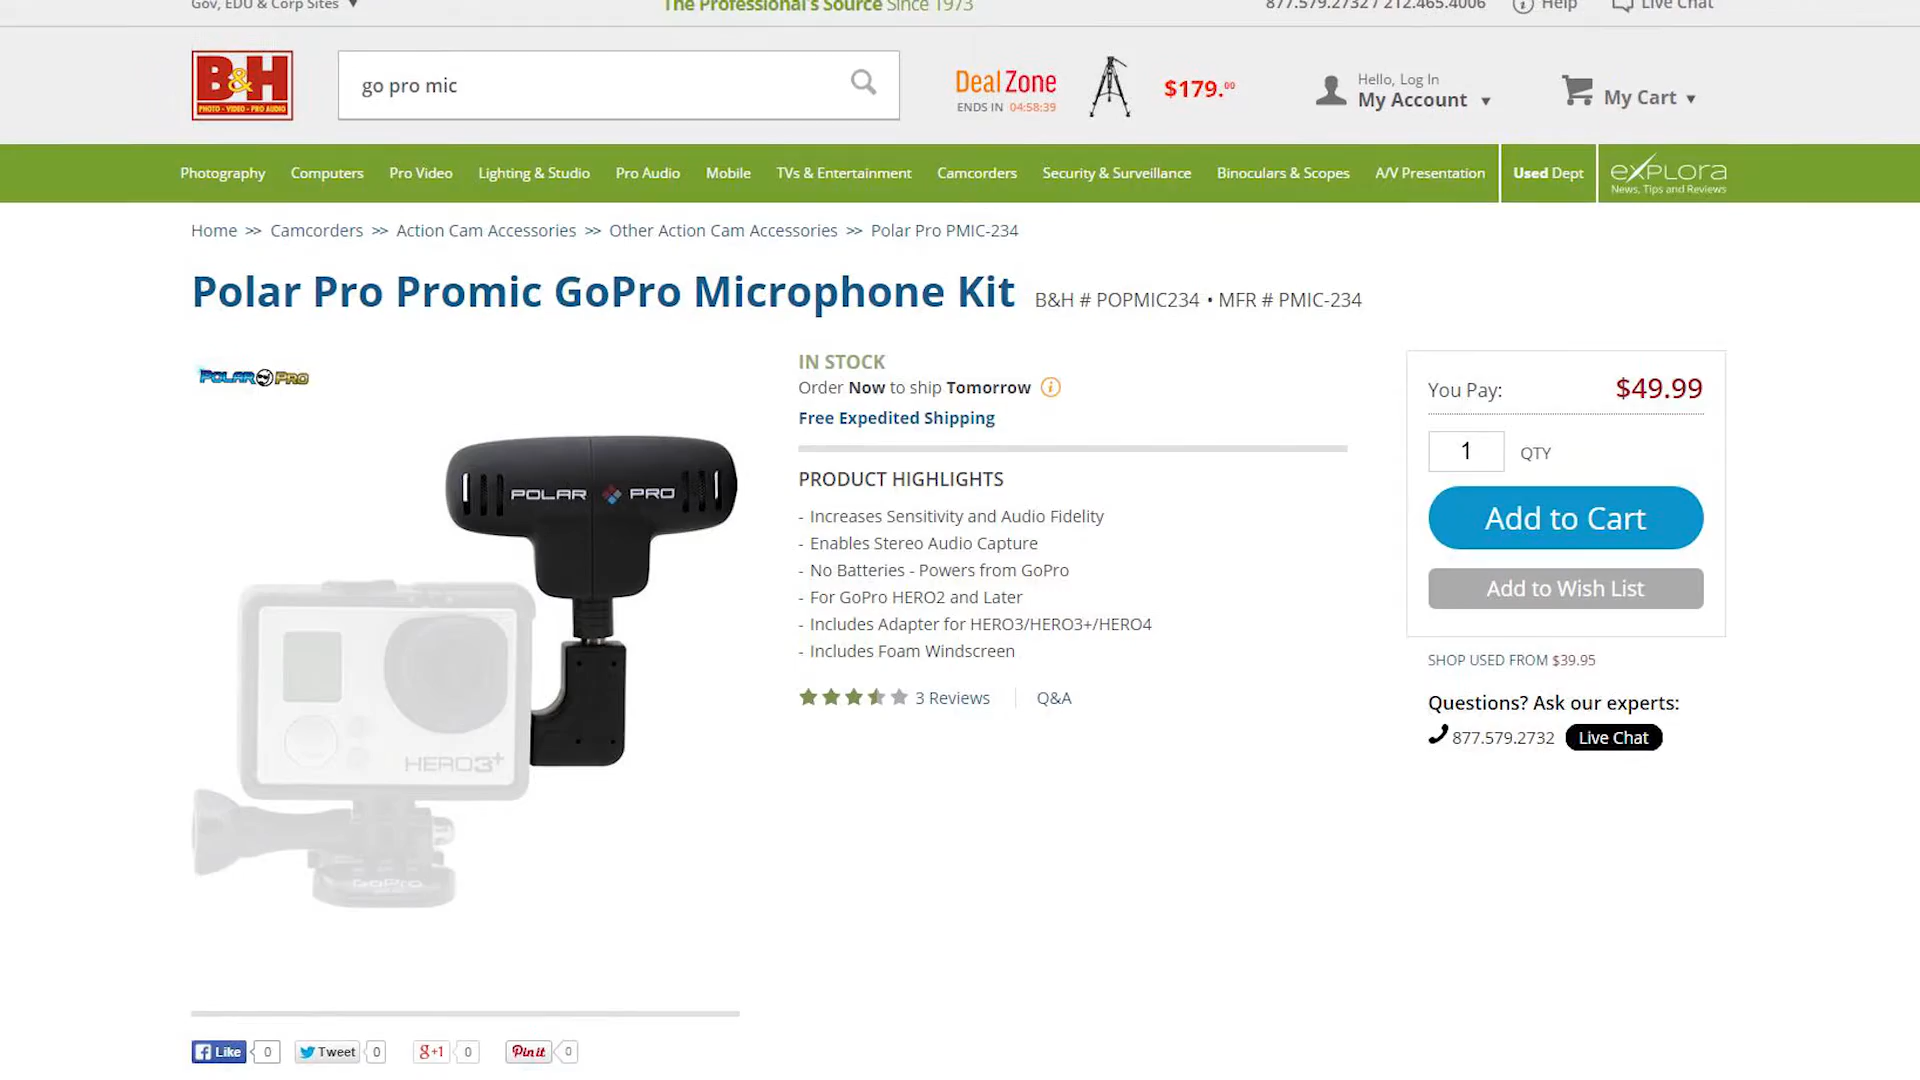 Gov, EDU & Corp Sites ▼
The Professional's Source Since 1973
877.579.2732 / 212.465.4006
Help
Live Chat
B&H
PHOTO - VIDEO - PRO AUDIO
go pro mic
Deal Zone
ENDS IN 04:58:39
$179.00
Hello, Log In
My Account ▼
My Cart ▼
Photography
Computers
Pro Video
Lighting & Studio
Pro Audio
Mobile
TVs & Entertainment
Camcorders
Security & Surveillance
Binoculars & Scopes
A/V Presentation
Used Dept
eXPLORA
News, Tips and Reviews
Home >> Camcorders >> Action Cam Accessories >> Other Action Cam Accessories >> Polar Pro PMIC-234
Polar Pro Promic GoPro Microphone Kit
B&H # POPMIC234 • MFR # PMIC-234
POLAR PRO
POLAR PRO
HERO3+
GoPro
IN STOCK
Order Now to ship Tomorrow
Free Expedited Shipping
PRODUCT HIGHLIGHTS
- Increases Sensitivity and Audio Fidelity
- Enables Stereo Audio Capture
- No Batteries - Powers from GoPro
- For GoPro HERO2 and Later
- Includes Adapter for HERO3/HERO3+/HERO4
- Includes Foam Windscreen
3 Reviews
Q&A
You Pay: $49.99
1 QTY
Add to Cart
Add to Wish List
SHOP USED FROM $39.95
Questions? Ask our experts:
877.579.2732
Live Chat
Like 0
Tweet 0
g+1 0
Pin it 0